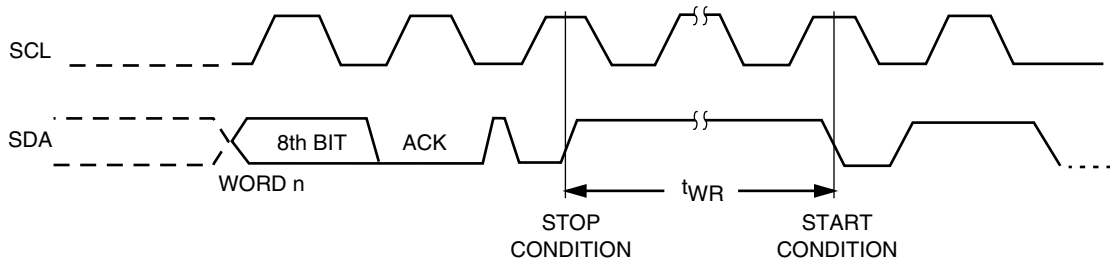 SCL
SDA
8th BIT
ACK
WORD n
tWR
STOP
CONDITION
START
CONDITION